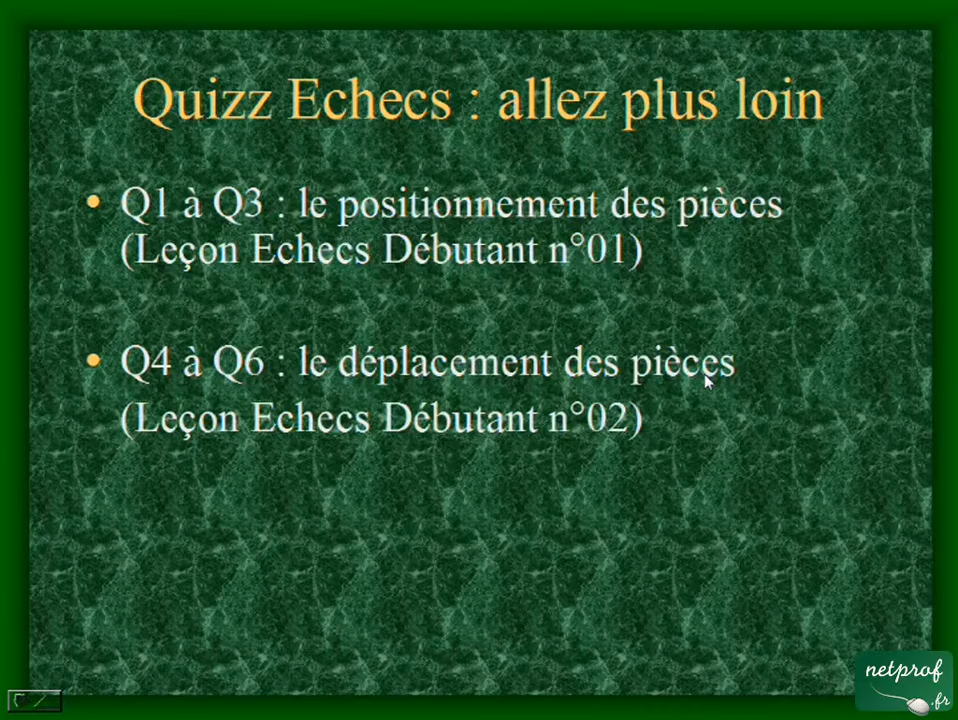 Quizz Echecs : allez plus loin
• Q1 à Q3 : le positionnement des pièces
(Leçon Echecs Débutant n°01)
• Q4 à Q6 : le déplacement des pièces
(Leçon Echecs Débutant n°02)
netprof
.fr